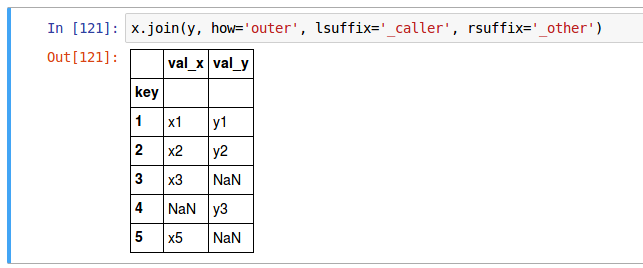 In [121]: x.join(y, how='outer', lsuffix='_caller', rsuffix='_other')
Out[121]:
val_x val_y
key
1 x1 y1
2 x2 y2
3 x3 NaN
4 NaN y3
5 x5 NaN